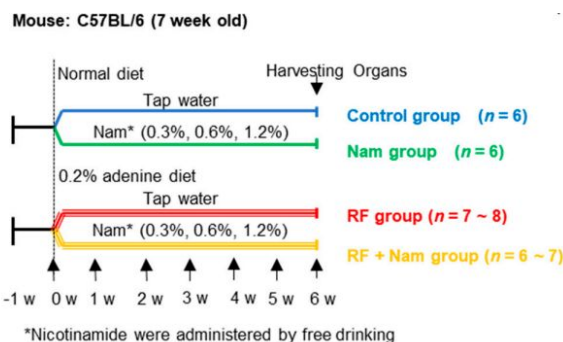 Mouse: C57BL/6 (7 week old)
Normal diet
Harvesting Organs
Tap water
Control group (n = 6)
Nam* (0.3%, 0.6%, 1.2%)
Nam group (n = 6)
0.2% adenine diet
Tap water
RF group (n = 7 ~ 8)
Nam* (0.3%, 0.6%, 1.2%)
RF + Nam group (n = 6 ~ 7)
-1 w 0 w 1 w 2 w 3 w 4 w 5 w 6 w
*Nicotinamide were administered by free drinking